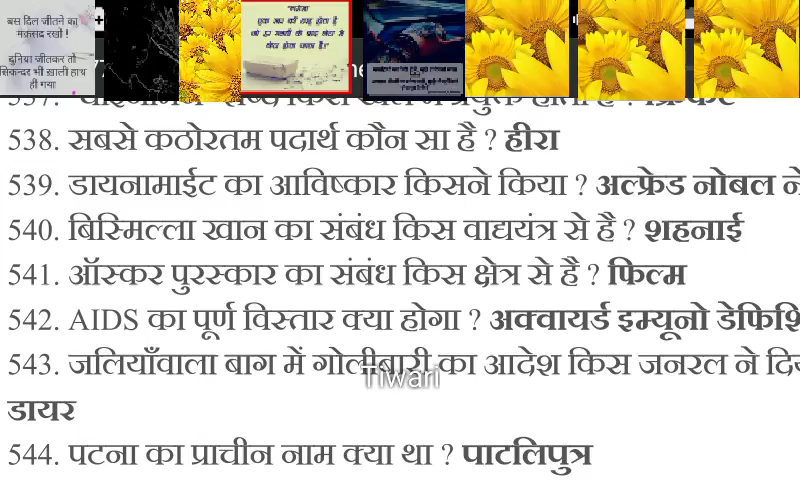 बस दिल जीतने का
मकसद रखो !
दुनिया जीतकर तो
सिकन्दर भी ख़ाली हाथ
ही गया
538. सबसे कठोरतम पदार्थ कौन सा है ? हीरा
539. डायनामाईट का आविष्कार किसने किया ? अल्फ्रेड नोबल ने
540. बिस्मिल्ला खान का संबंध किस वाद्ययंत्र से है ? शहनाई
541. ऑस्कर पुरस्कार का संबंध किस क्षेत्र से है ? फिल्म
542. AIDS का पूर्ण विस्तार क्या होगा ? अक्वायर्ड इम्यूनो डेफिशि
543. जलियाँवाला बाग में गोलीबारी का आदेश किस जनरल ने दि
Tiwari
डायर
544. पटना का प्राचीन नाम क्या था ? पाटलिपुत्र